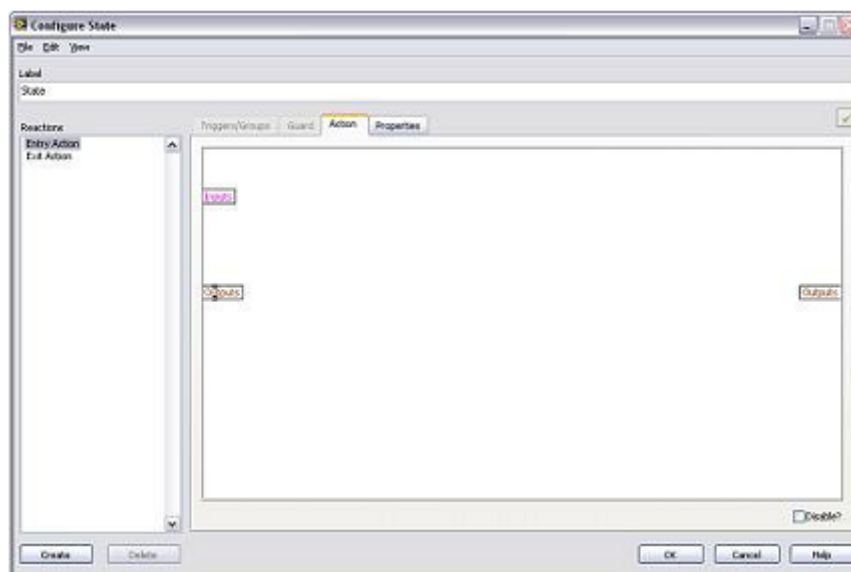 Configure State
File Edit View
Label
State
Reactions
Triggers/Groups Guard Action Properties
Entry Action
Exit Action
Inputs
Outputs Outputs
Disable?
Create Delete OK Cancel Help